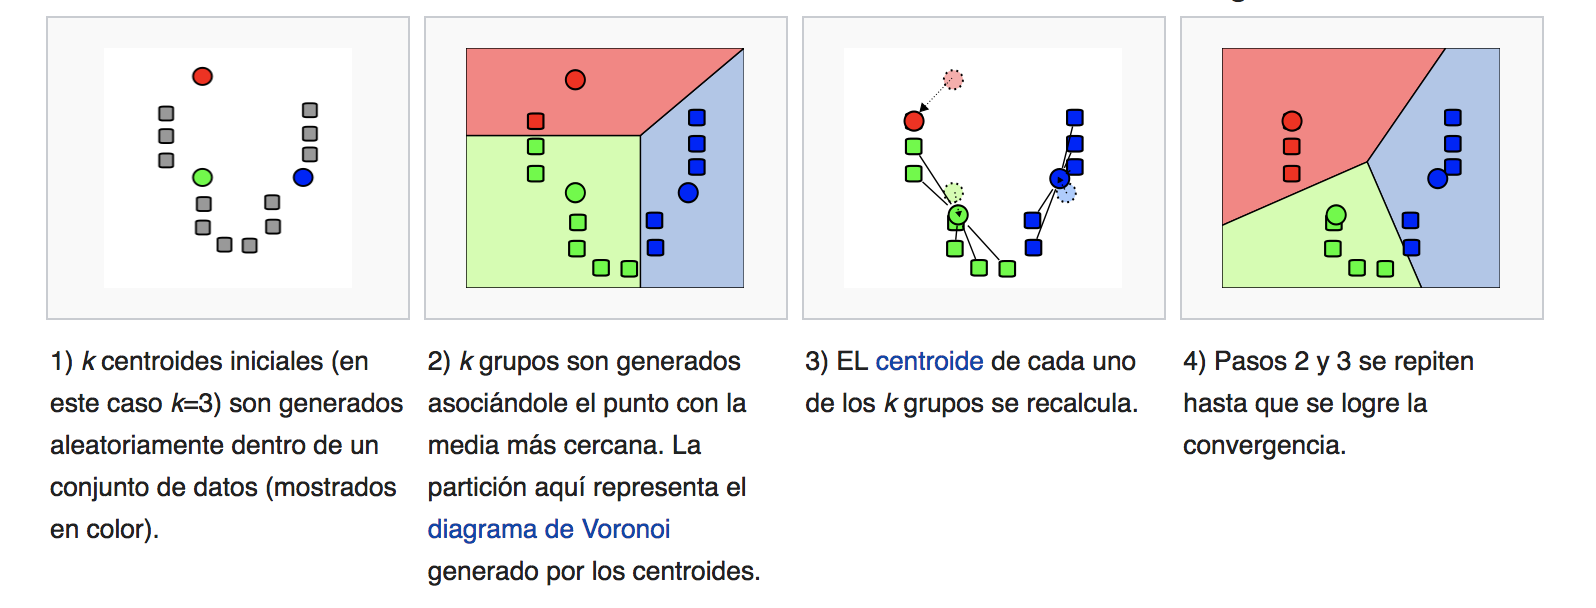 1) k centroides iniciales (en
este caso k=3) son generados
aleatoriamente dentro de un
conjunto de datos (mostrados
en color).
2) k grupos son generados
asociándole el punto con la
media más cercana. La
partición aquí representa el
diagrama de Voronoi
generado por los centroides.
3) EL centroide de cada uno
de los k grupos se recalcula.
4) Pasos 2 y 3 se repiten
hasta que se logre la
convergencia.